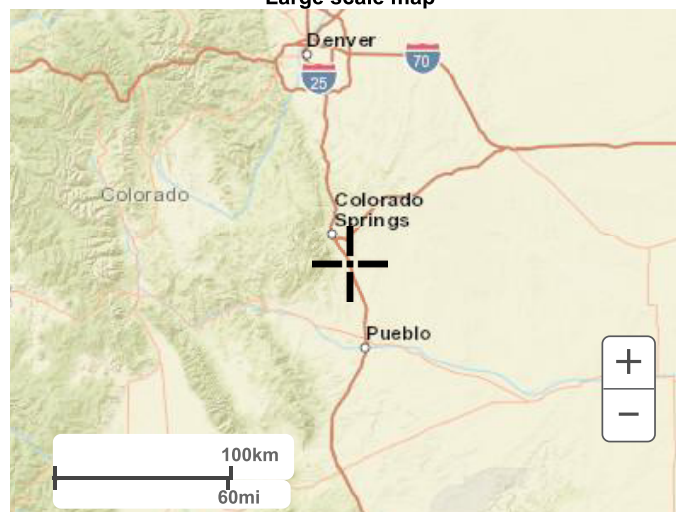 Large scale map
Denver
70
25
Colorado
Colorado
Springs
Pueblo
+
−
100km
60mi